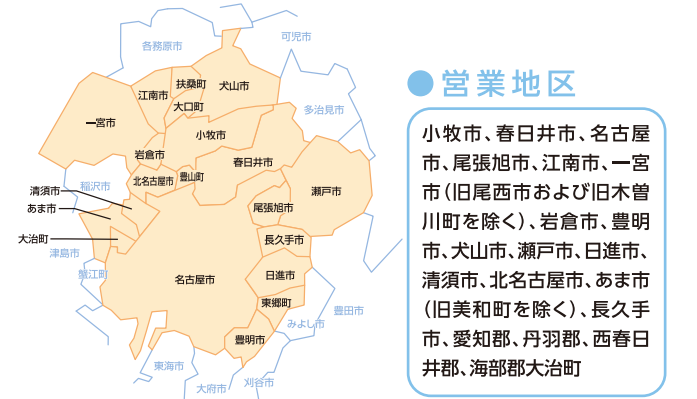 各務原市
可児市
扶桑町
犬山市
江南市
大口町
多治見市
一宮市
小牧市
岩倉市
春日井市
北名古屋市
豊山町
稲沢市
清須市
瀬戸市
あま市
尾張旭市
大治町
長久手市
津島市
蟹江町
名古屋市
日進市
東郷町
豊田市
みよし市
豊明市
東海市
大府市
刈谷市
●営業地区
小牧市、春日井市、名古屋
市、尾張旭市、江南市、一宮
市（旧尾西市および旧木曽
川町を除く）、岩倉市、豊明
市、犬山市、瀬戸市、日進市、
清須市、北名古屋市、あま市
（旧美和町を除く）、長久手
市、愛知郡、丹羽郡、西春日
井郡、海部郡大治町